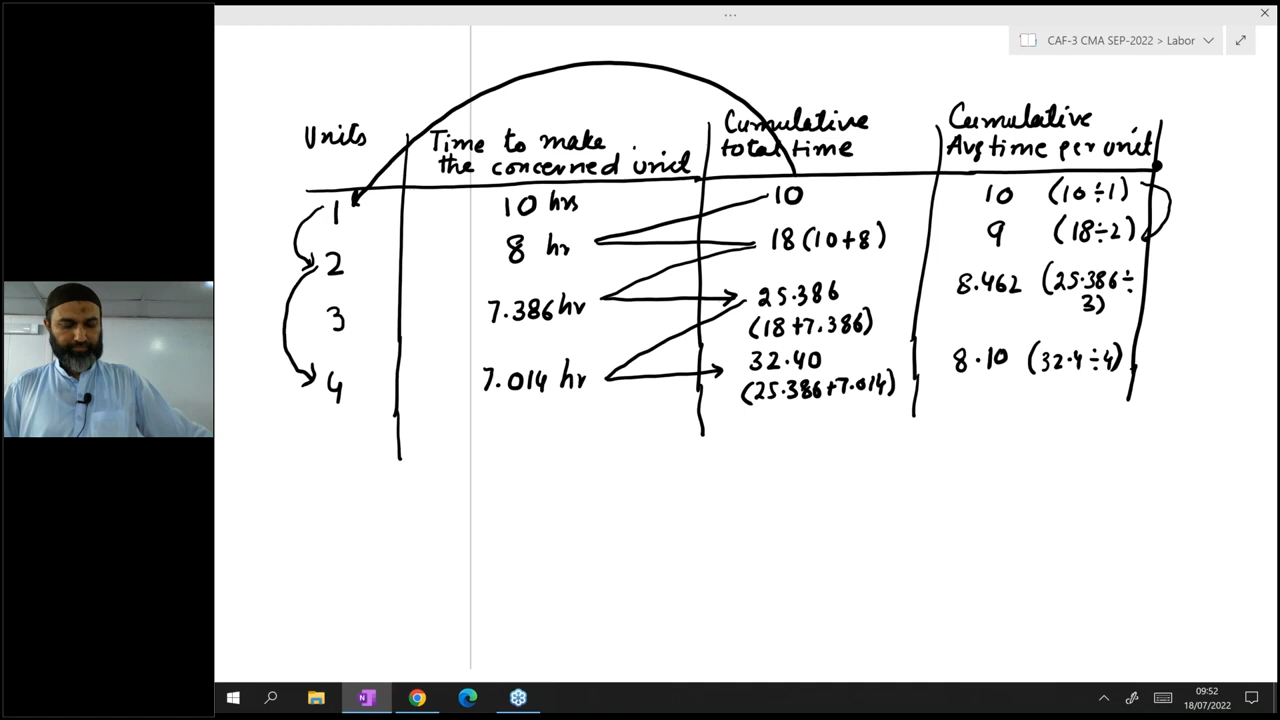 CAF-3 CMA SEP-2022 > Labor
Units
Time to make
the concerned unit
Cumulative
total time
Cumulative
Avg time per unit
1
10 hrs
10
10 (10÷1)
2
8 hr
18 (10+8)
9 (18÷2)
3
7.386 hr
25.386
(18+7.386)
8.462 (25.386÷
3)
4
7.014 hr
32.40
(25.386+7.014)
8.10 (32.4÷4)
09:52
18/07/2022